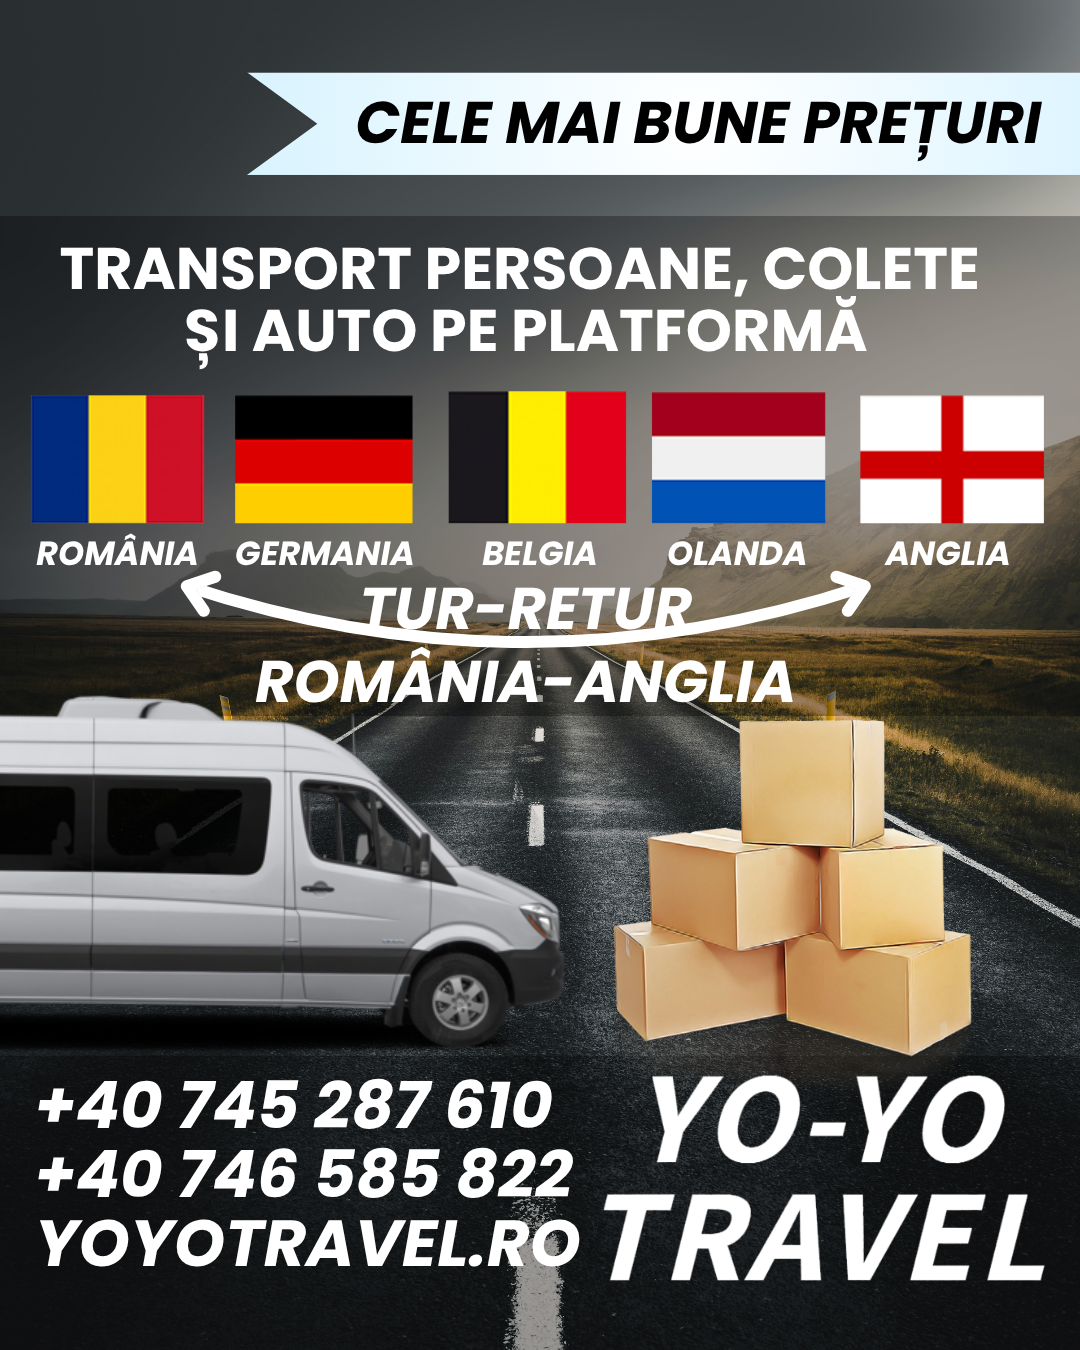 CELE MAI BUNE PREȚURI
TRANSPORT PERSOANE, COLETE
ȘI AUTO PE PLATFORMĂ
ROMÂNIA GERMANIA BELGIA OLANDA ANGLIA
TUR-RETUR
ROMÂNIA-ANGLIA
+40 745 287 610
+40 746 585 822
YOYOTRAVEL.RO
YO-YO
TRAVEL